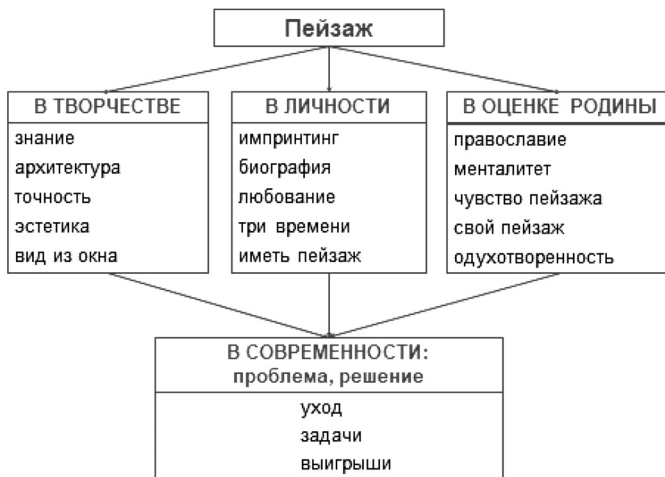 Пейзаж
В ТВОРЧЕСТВЕ
знание
архитектура
точность
эстетика
вид из окна
В ЛИЧНОСТИ
импринтинг
биография
любование
три времени
иметь пейзаж
В ОЦЕНКЕ РОДИНЫ
православие
менталитет
чувство пейзажа
свой пейзаж
одухотворенность
В СОВРЕМЕННОСТИ:
проблема, решение
уход
задачи
выигрыши